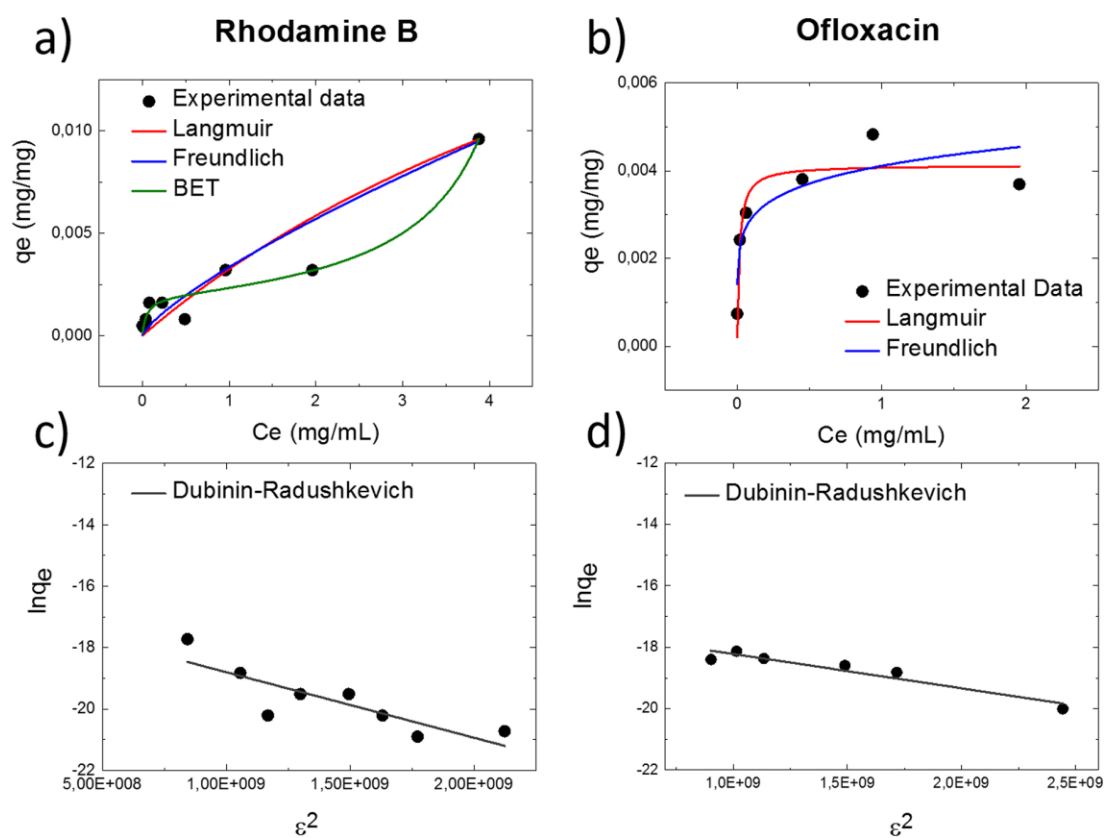 a)
Rhodamine B
Experimental data
Langmuir
Freundlich
BET
qe (mg/mg)
0,010
0,005
0,000
0
1
2
3
4
Ce (mg/mL)
b)
Ofloxacin
qe (mg/mg)
0,006
0,004
0,002
0,000
Experimental Data
Langmuir
Freundlich
0
1
2
Ce (mg/mL)
c)
Dubinin-Radushkevich
lnqe
-12
-14
-16
-18
-20
-22
5,00E+008
1,00E+09
1,50E+09
2,00E+09
ε2
d)
Dubinin-Radushkevich
lnqe
-12
-14
-16
-18
-20
-22
1,0E+09
1,5E+09
2,0E+09
2,5E+09
ε2